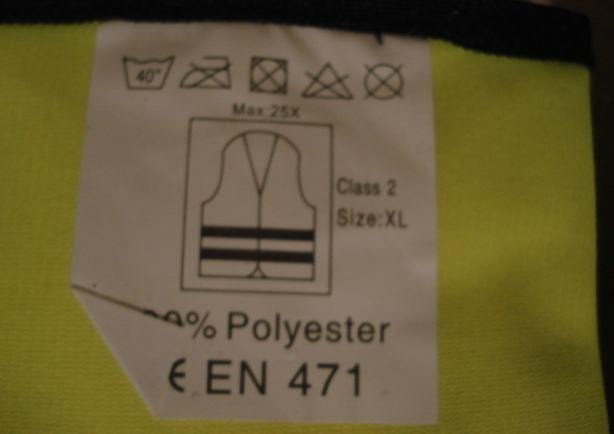 40°
Max:25X
Class 2
Size:XL
% Polyester
EN 471